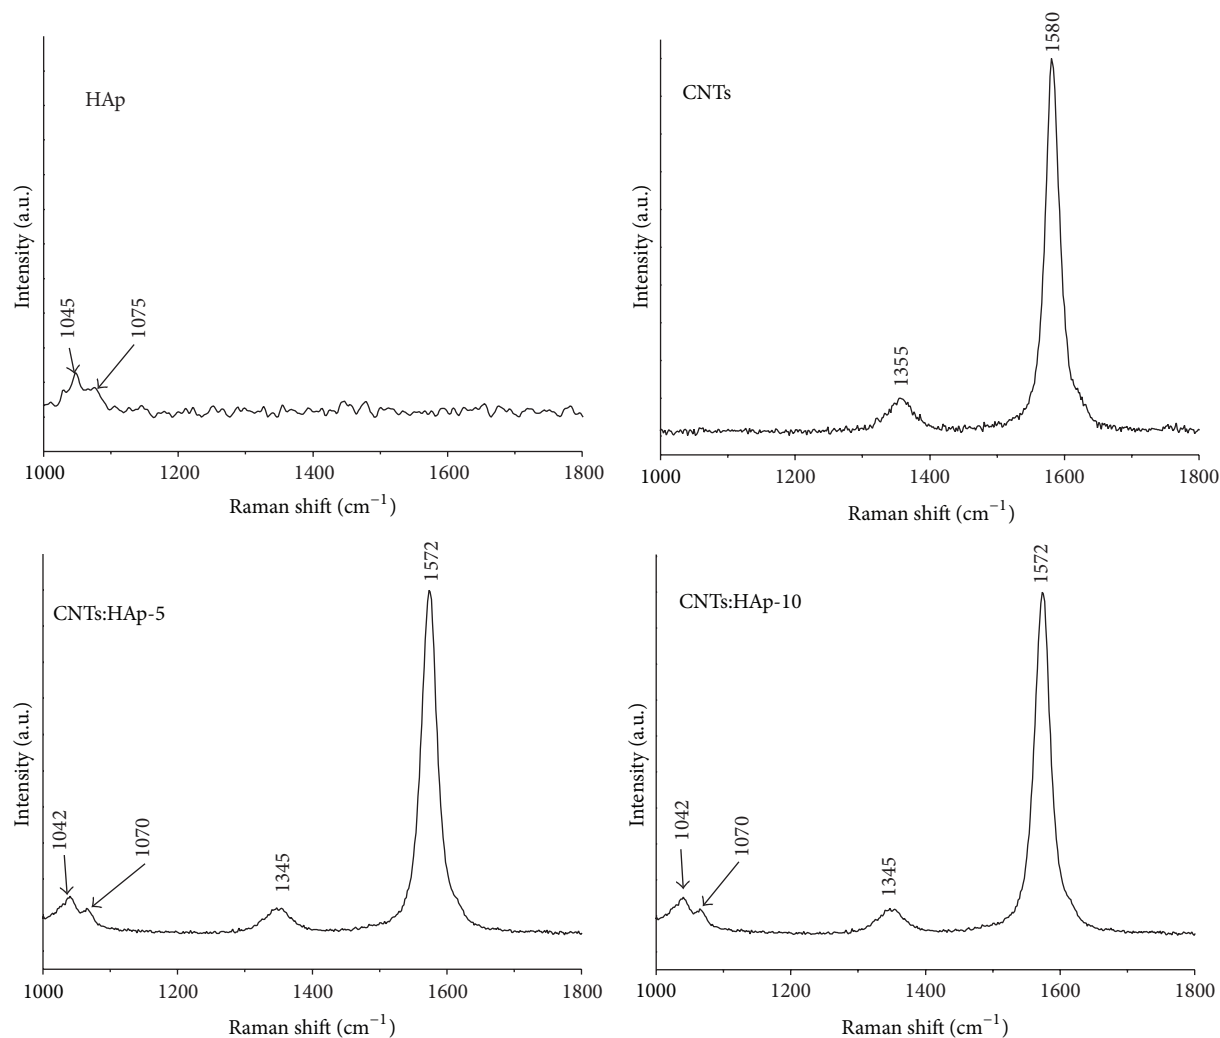 HAp
1045
1075
Intensity (a.u.)
1000 1200 1400 1600 1800
Raman shift (cm⁻¹)
1580
CNTs
1355
Intensity (a.u.)
1000 1200 1400 1600 1800
Raman shift (cm⁻¹)
1572
CNTs:HAp-5
1042
1070
1345
Intensity (a.u.)
1000 1200 1400 1600 1800
Raman shift (cm⁻¹)
1572
CNTs:HAp-10
1042
1070
1345
Intensity (a.u.)
1000 1200 1400 1600 1800
Raman shift (cm⁻¹)